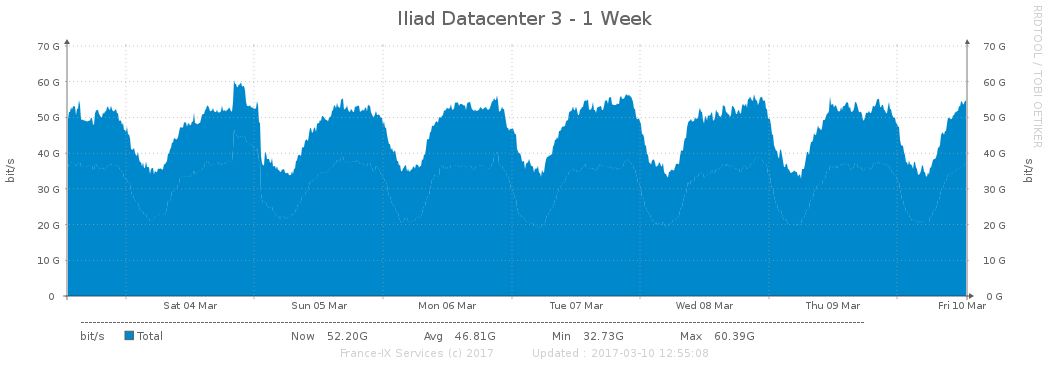 Iliad Datacenter 3 - 1 Week
RRDTOOL / TOBI OETIKER
70 G 70 G
60 G 60 G
50 G 50 G
40 G 40 G
30 G 30 G
20 G 20 G
10 G 10 G
0 0 G
bit/s
bit/s
Sat 04 Mar Sun 05 Mar Mon 06 Mar Tue 07 Mar Wed 08 Mar Thu 09 Mar Fri 10 Mar
bit/s Total Now 52.20G Avg 46.81G Min 32.73G Max 60.39G
France-IX Services (c) 2017 Updated : 2017-03-10 12:55:08